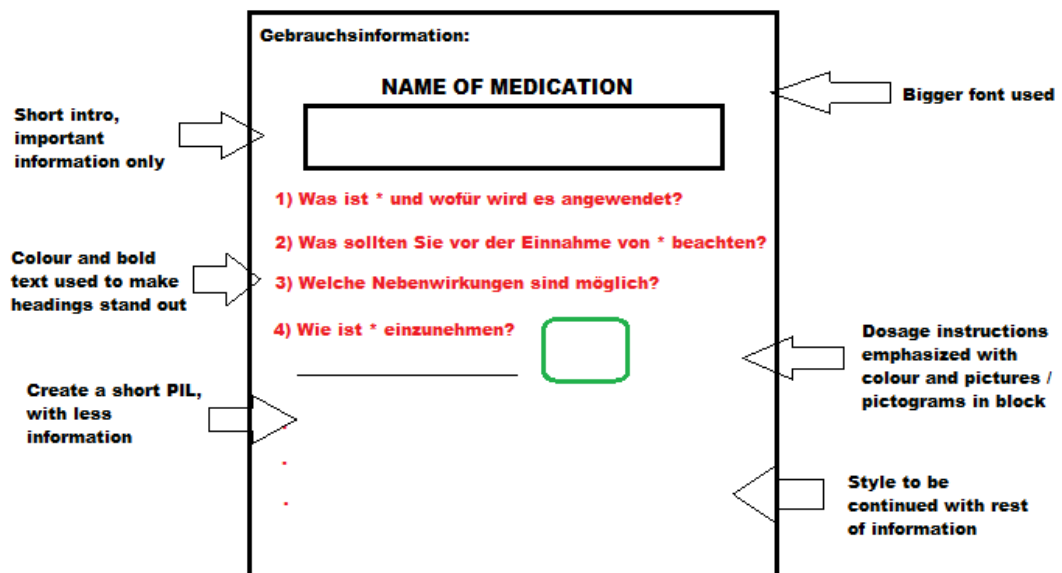 Gebrauchsinformation:
NAME OF MEDICATION
Bigger font used
Short intro,
important
information only
1) Was ist * und wofür wird es angewendet?
2) Was sollten Sie vor der Einnahme von * beachten?
Colour and bold
text used to make
headings stand out
3) Welche Nebenwirkungen sind möglich?
4) Wie ist * einzunehmen?
Dosage instructions
emphasized with
colour and pictures /
pictograms in block
Create a short PIL,
with less
information
Style to be
continued with rest
of information